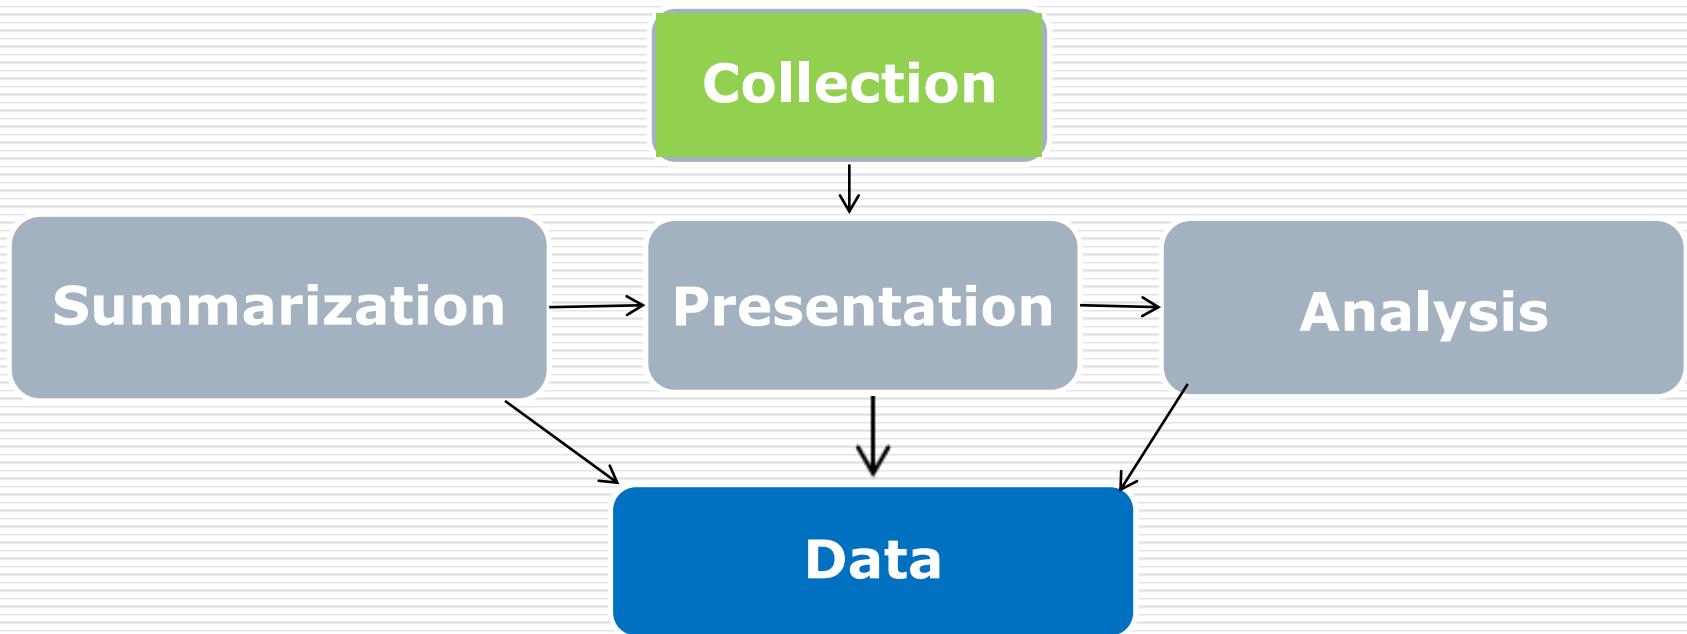 Collection
Summarization
Presentation
Analysis
Data